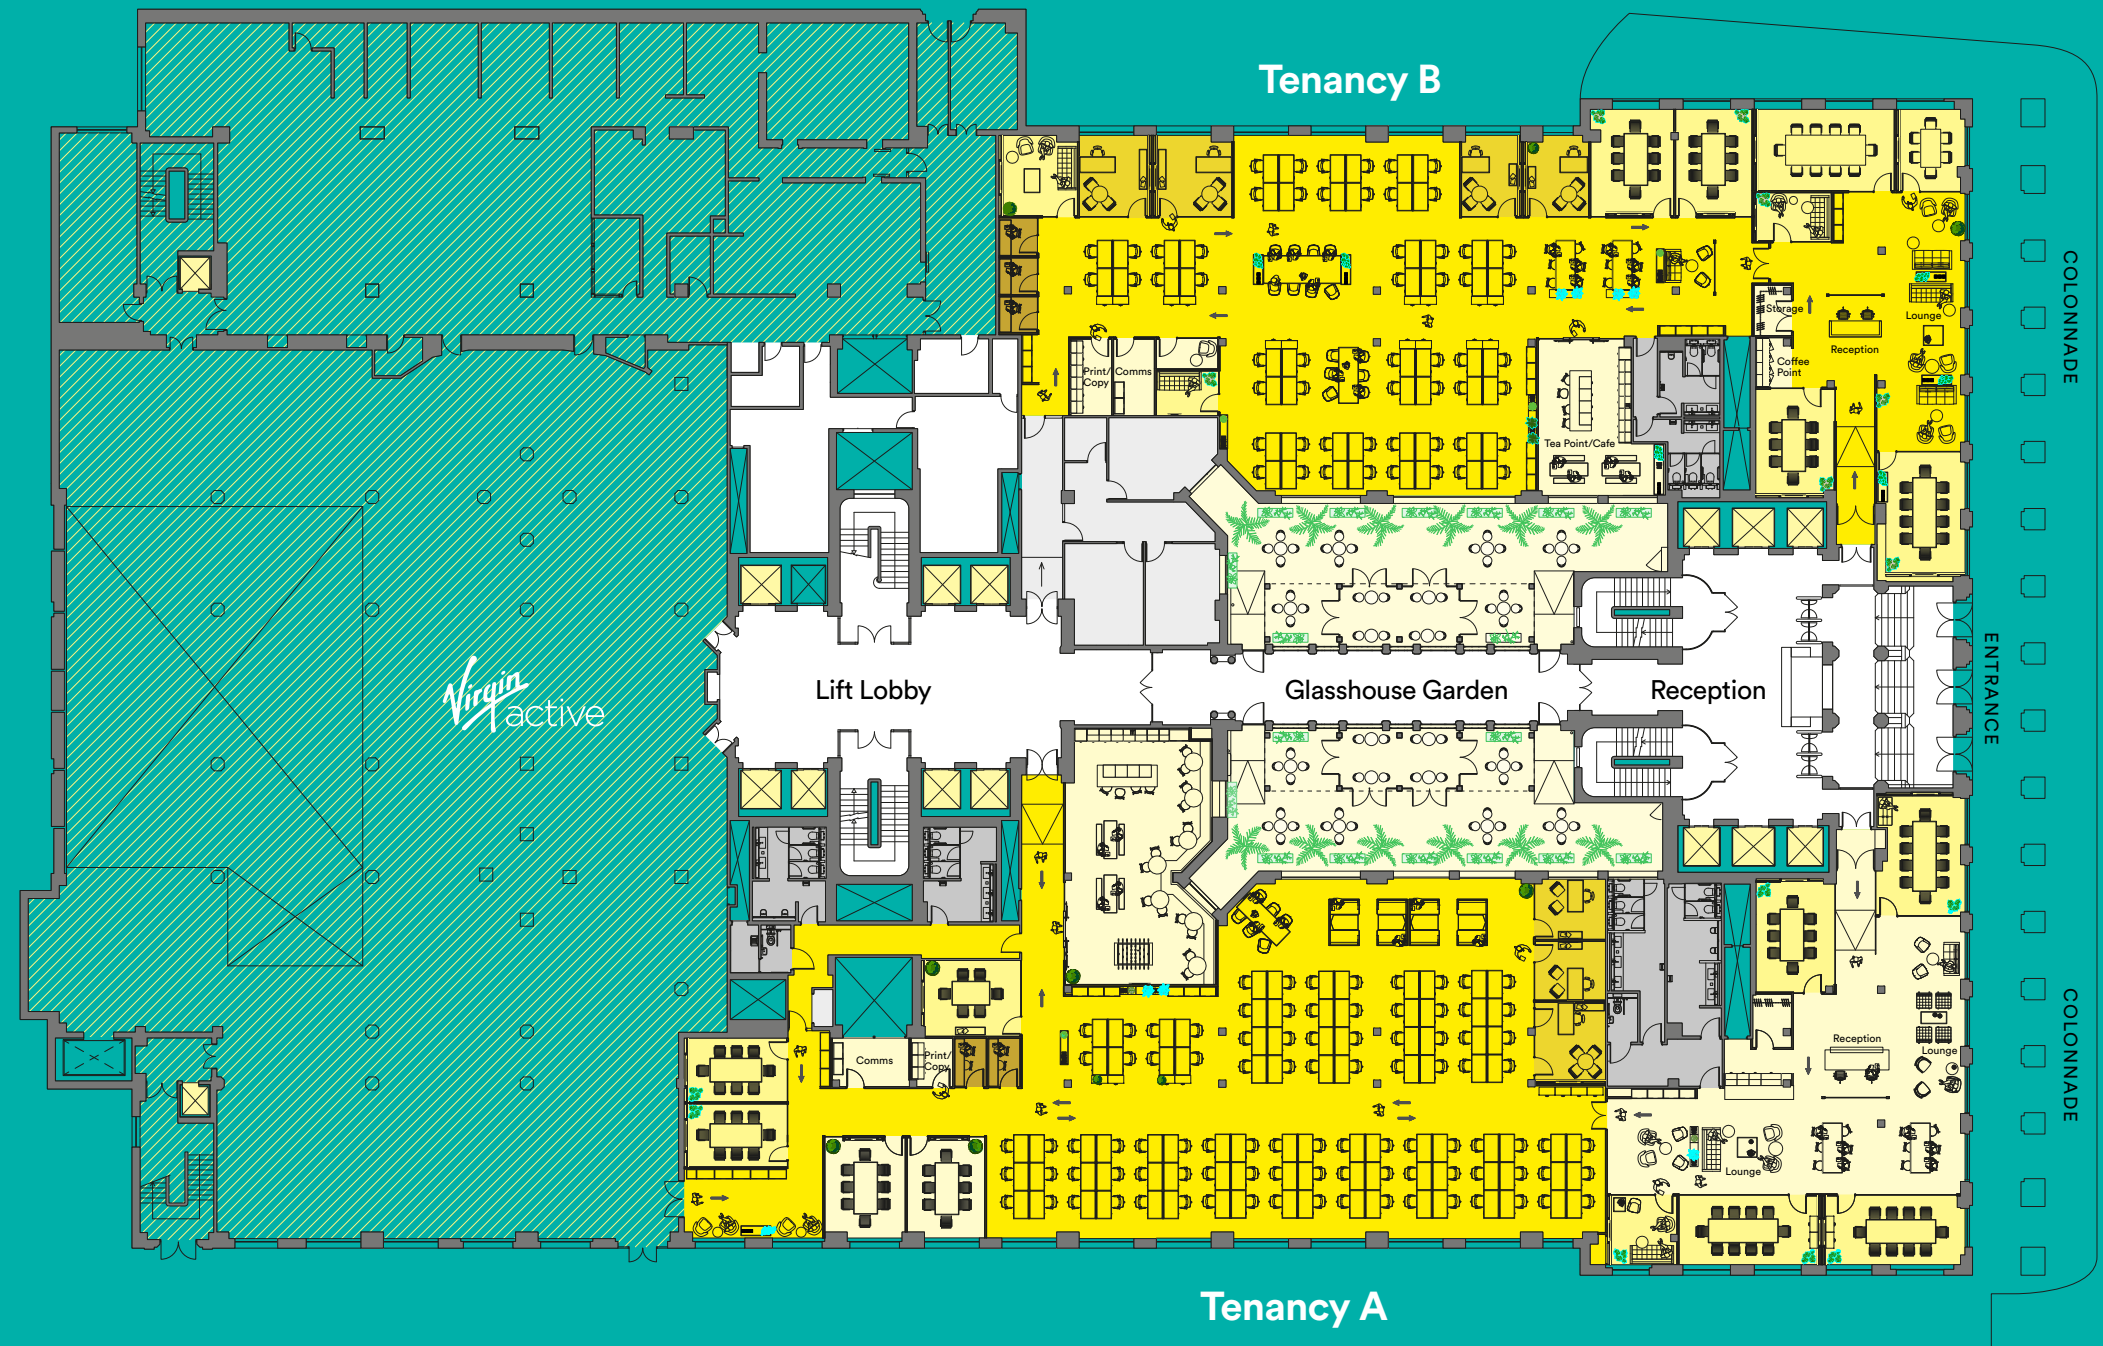 Tenancy B
COLONNADE
Storage
Lounge
Reception
Coffee
Point
Print/
Copy
Comms
Tea Point/Cafe
ENTRANCE
Virgin
active
Lift Lobby
Glasshouse Garden
Reception
COLONNADE
Reception
Lounge
Comms
Print/
Copy
Lounge
Tenancy A